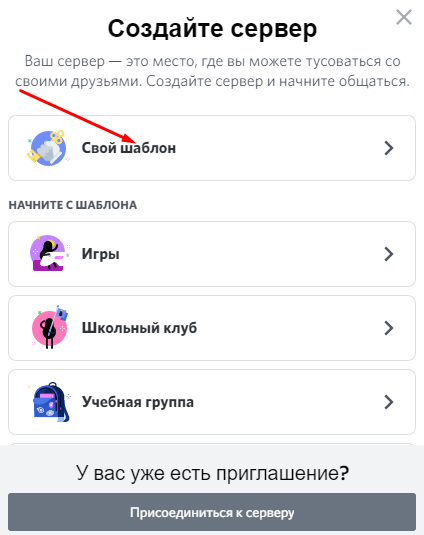 Создайте сервер
Ваш сервер — это место, где вы можете тусоваться со
своими друзьями. Создайте сервер и начните общаться.
Свой шаблон
НАЧНИТЕ С ШАБЛОНА
Игры
Школьный клуб
Учебная группа
У вас уже есть приглашение?
Присоединиться к серверу